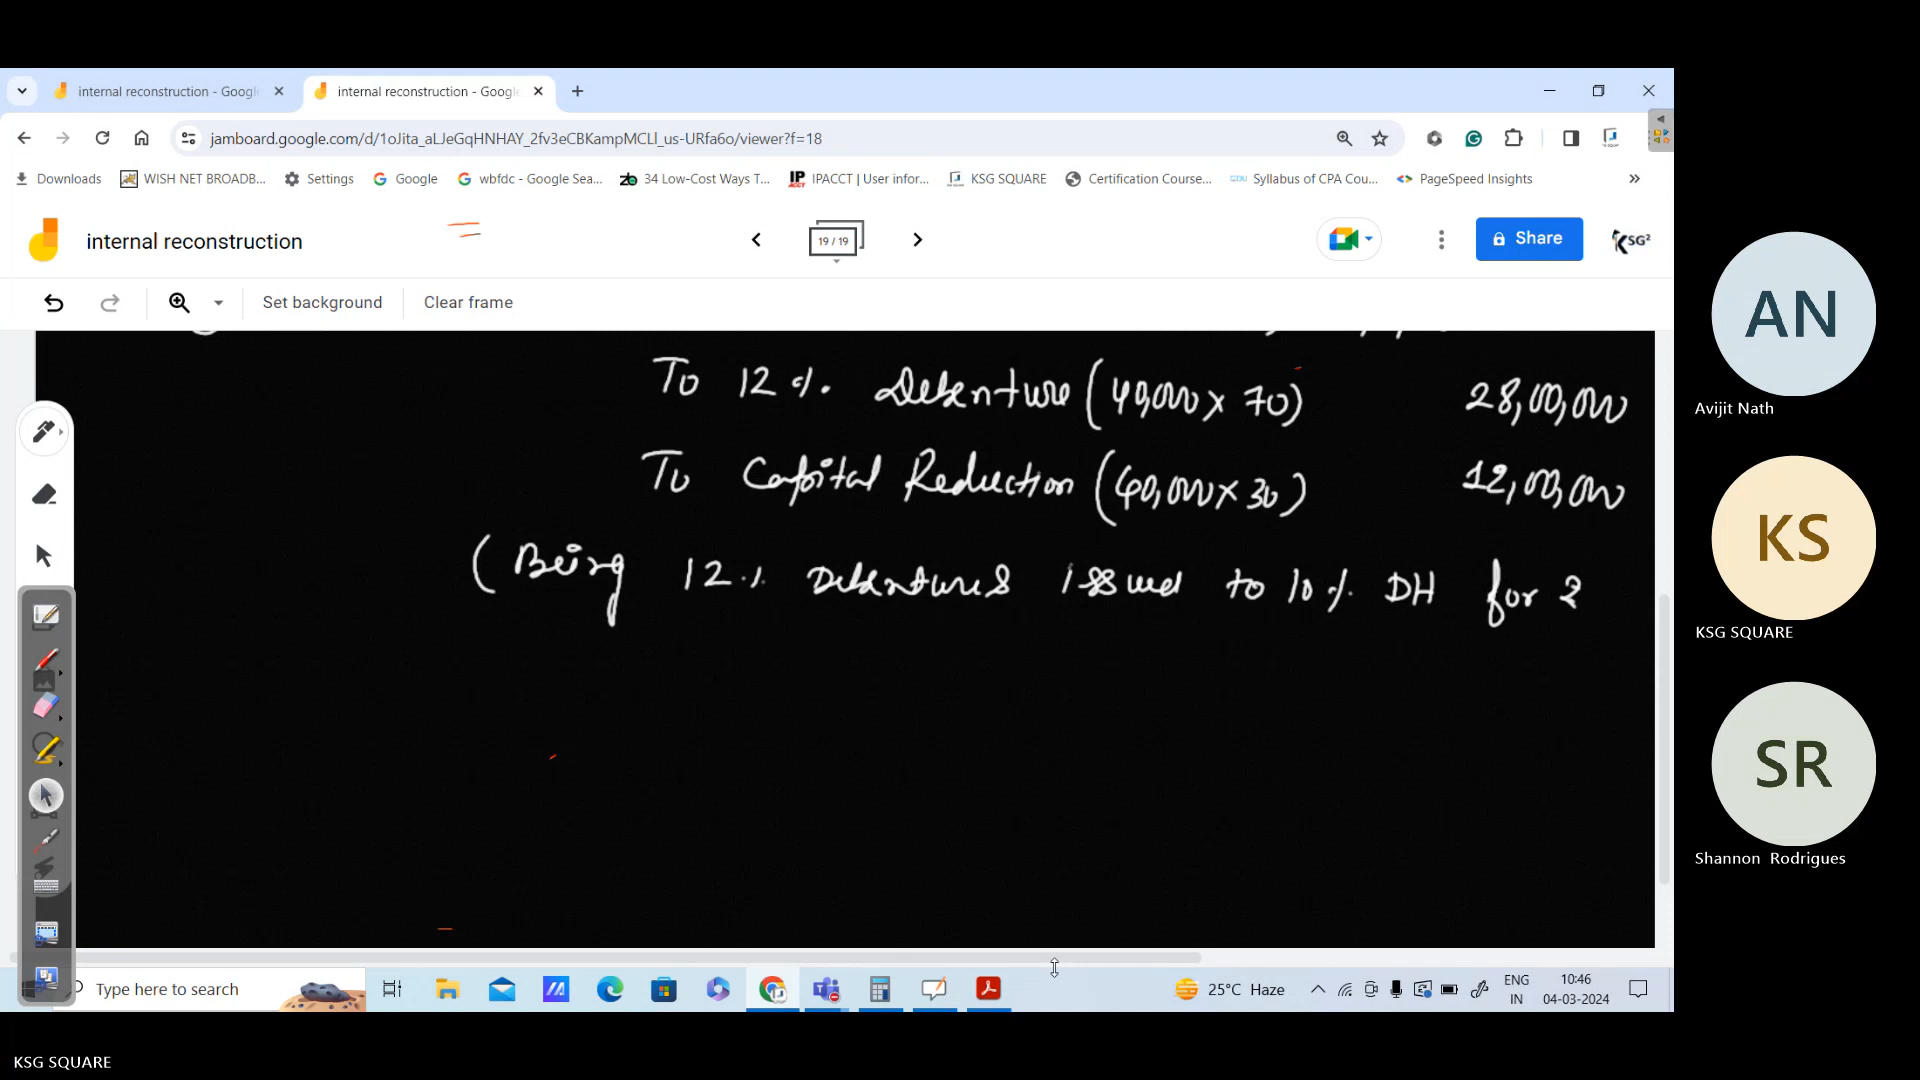 internal reconstruction - Googl
internal reconstruction - Google
jamboard.google.com/d/1oJita_aLJeGqHNHAY_2fv3eCBKampMCLl_us-URfa6o/viewer?f=18
Downloads WISH NET BROADB... Settings Google wbfdc - Google Sea... 34 Low-Cost Ways T... IPACCT | User infor... KSG SQUARE Certification Course... Syllabus of CPA Cou... PageSpeed Insights
internal reconstruction
19 / 19
Share
KSG²
Set background Clear frame
To 12 %. Debenture (40,000 x 70) 28,00,000
To Capital Reduction (40,000 x 30) 12,00,000
( Being 12 % Debentures issued to 10 % DH for
Type here to search
25°C Haze
ENG
IN
10:46
04-03-2024
AN
Avijit Nath
KS
KSG SQUARE
SR
Shannon Rodrigues
KSG SQUARE